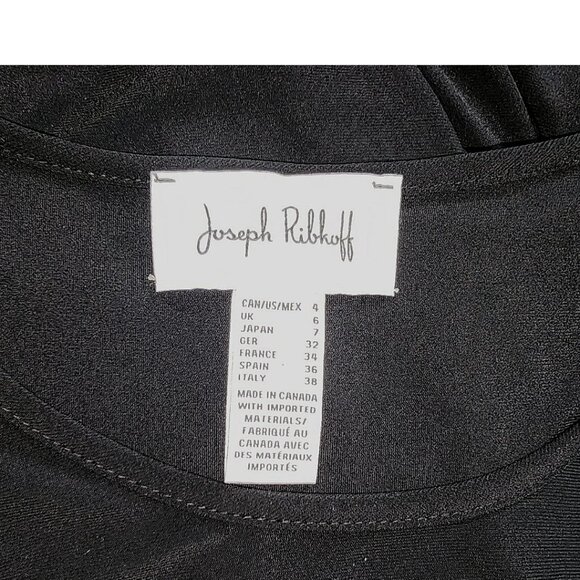 Joseph Ribkoff
CAN/US/MEX 4
UK 6
JAPAN 7
GER 32
FRANCE 34
SPAIN 36
ITALY 38
MADE IN CANADA
WITH IMPORTED
MATERIALS/
FABRIQUÉ AU
CANADA AVEC
DES MATÉRIAUX
IMPORTÉS